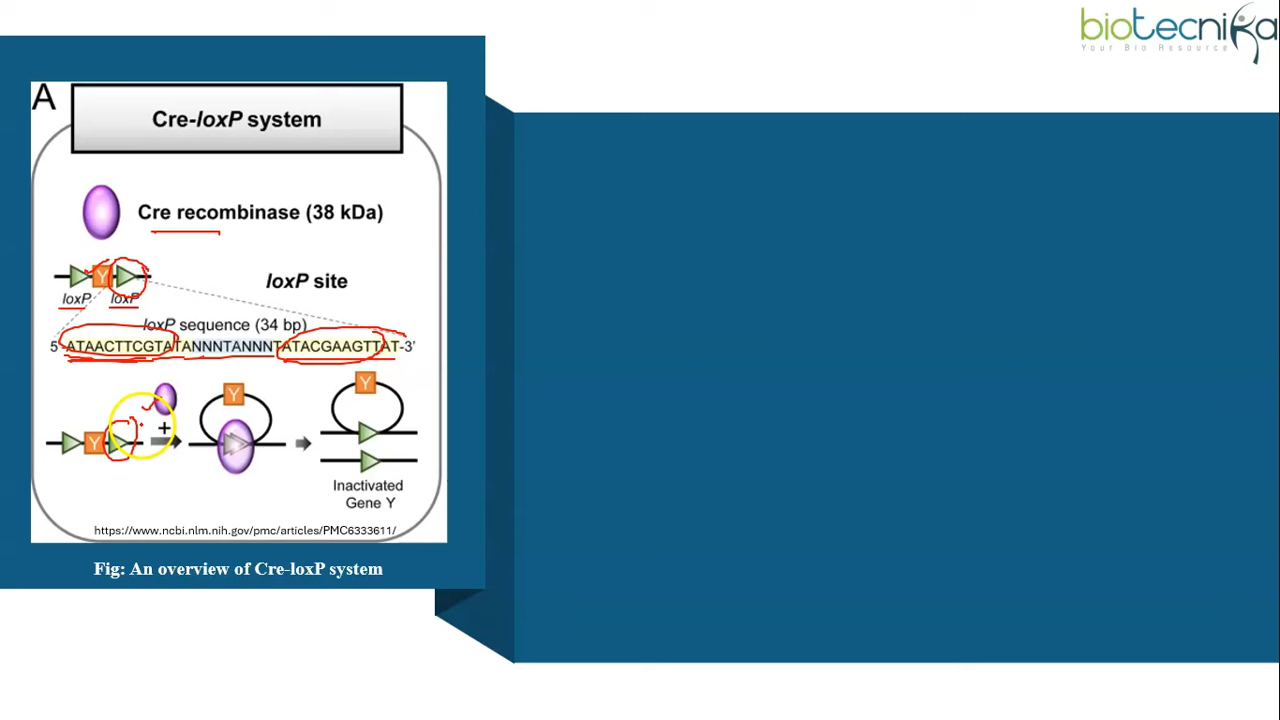 biotecnika
Your Bio Resource
A
Cre-loxP system
Cre recombinase (38 kDa)
Y
loxP loxP
loxP site
loxP sequence (34 bp)
5'-ATAACTTCGTATANNNTANNNTATACGAAGTTAT-3'
Y
Y
+
Y
Inactivated
Gene Y
https://www.ncbi.nlm.nih.gov/pmc/articles/PMC6333611/
Fig: An overview of Cre-loxP system